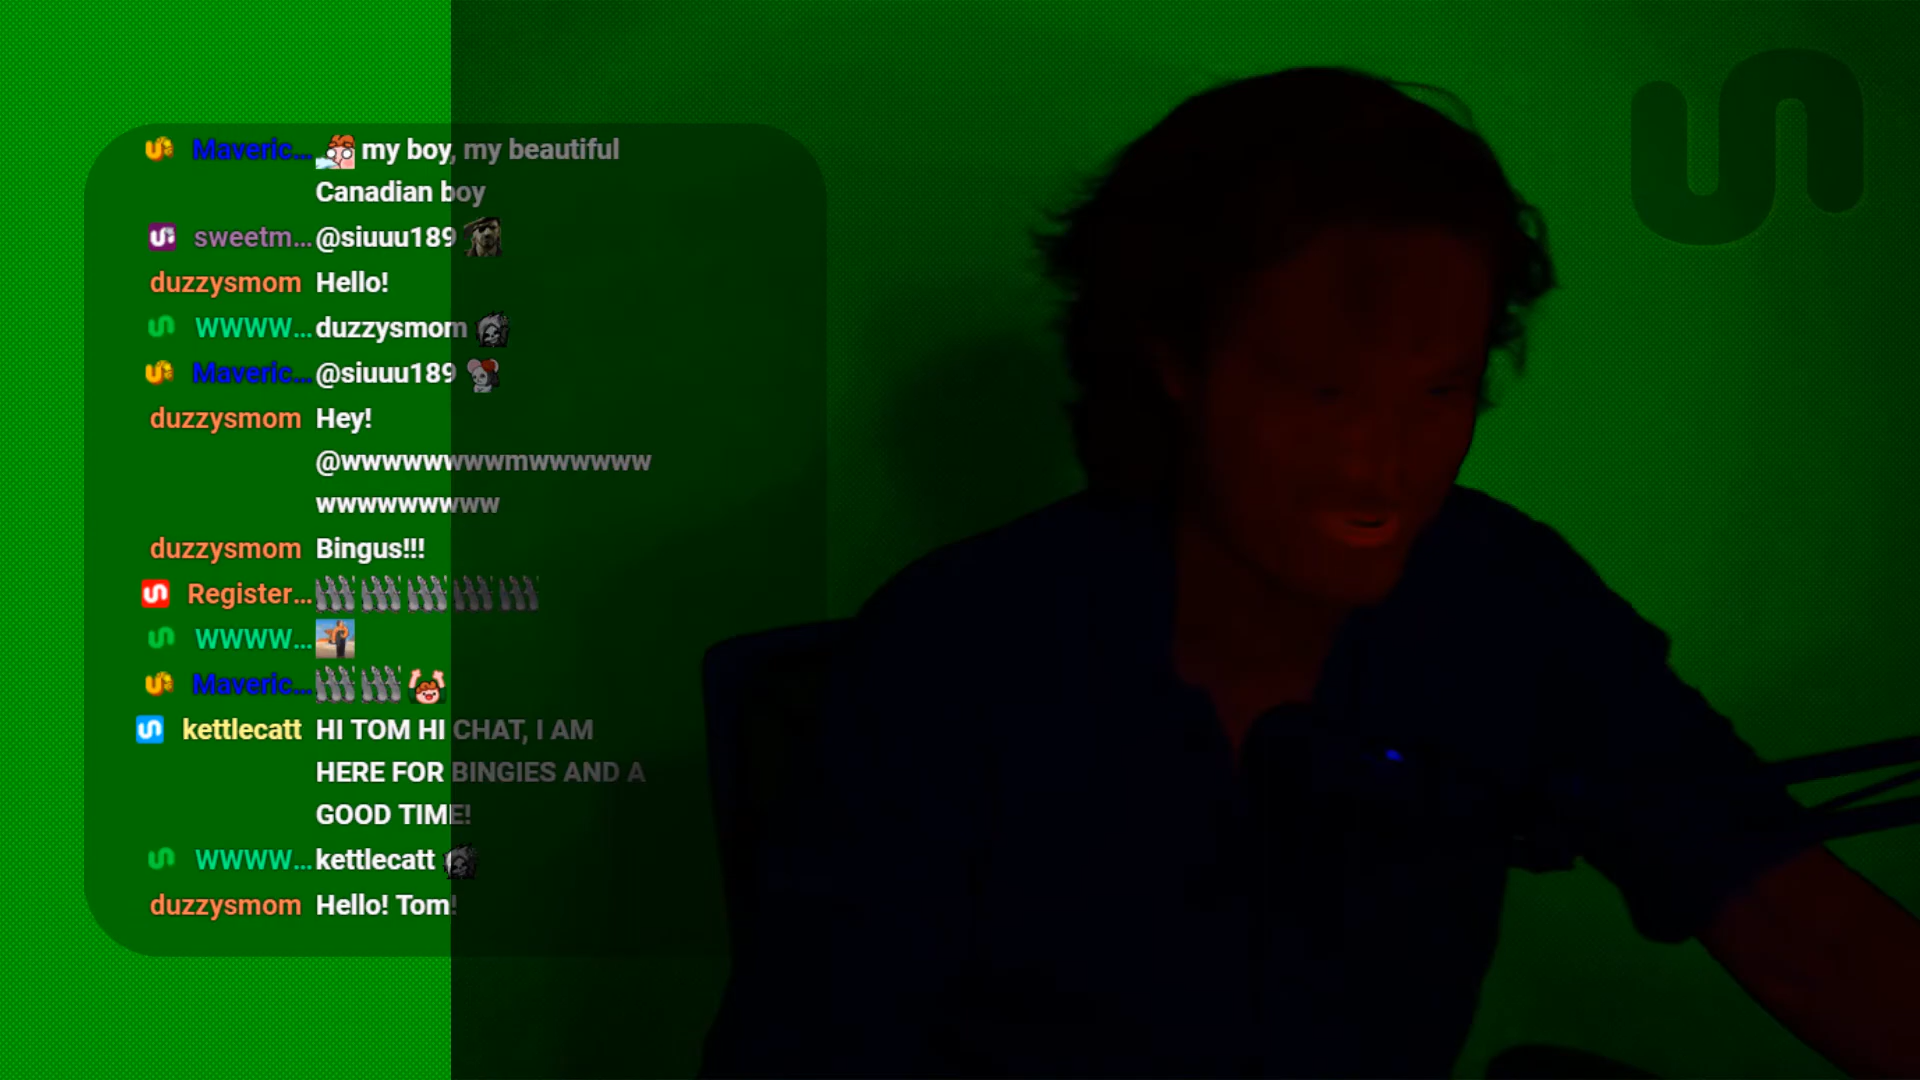 Maveric... my boy, my beautiful
Canadian boy
sweetm... @siuuu189
duzzysmom Hello!
WWWW... duzzysmom
Maveric... @siuuu189
duzzysmom Hey!
@wwwwwwwwmwwwwww
wwwwwwwwww
duzzysmom Bingus!!!
Register...
WWWW...
Maveric...
kettlecatt HI TOM HI CHAT, I AM
HERE FOR BINGIES AND A
GOOD TIME!
WWWW... kettlecatt
duzzysmom Hello! Tom!